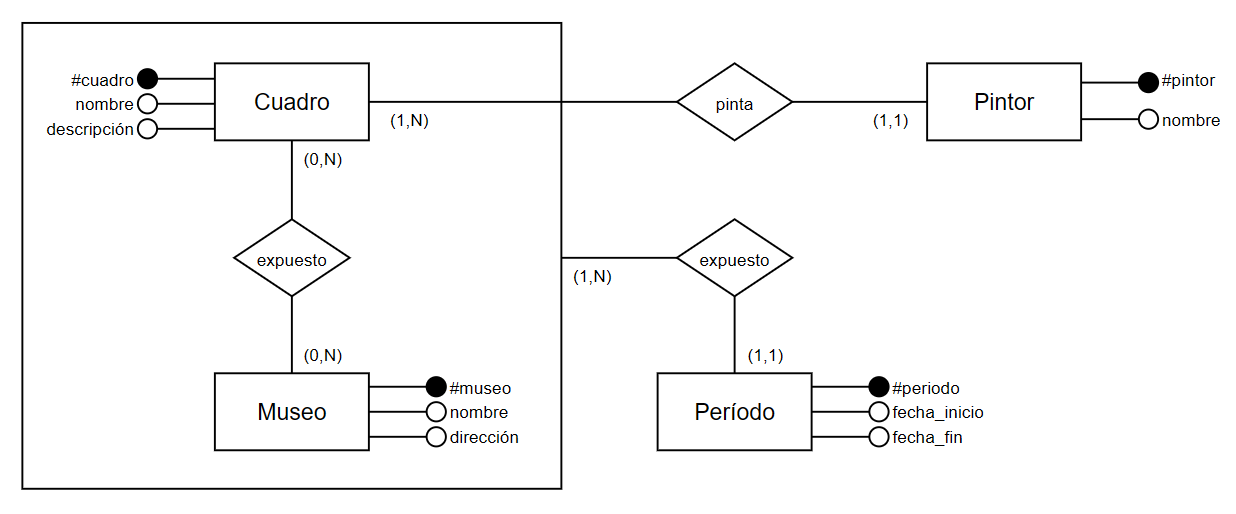 #cuadro
nombre
descripción
Cuadro
(1,N)
pinta
(1,1)
Pintor
#pintor
nombre
(0,N)
expuesto
(1,N)
expuesto
(0,N)
(1,1)
Museo
#museo
nombre
dirección
Período
#periodo
fecha_inicio
fecha_fin